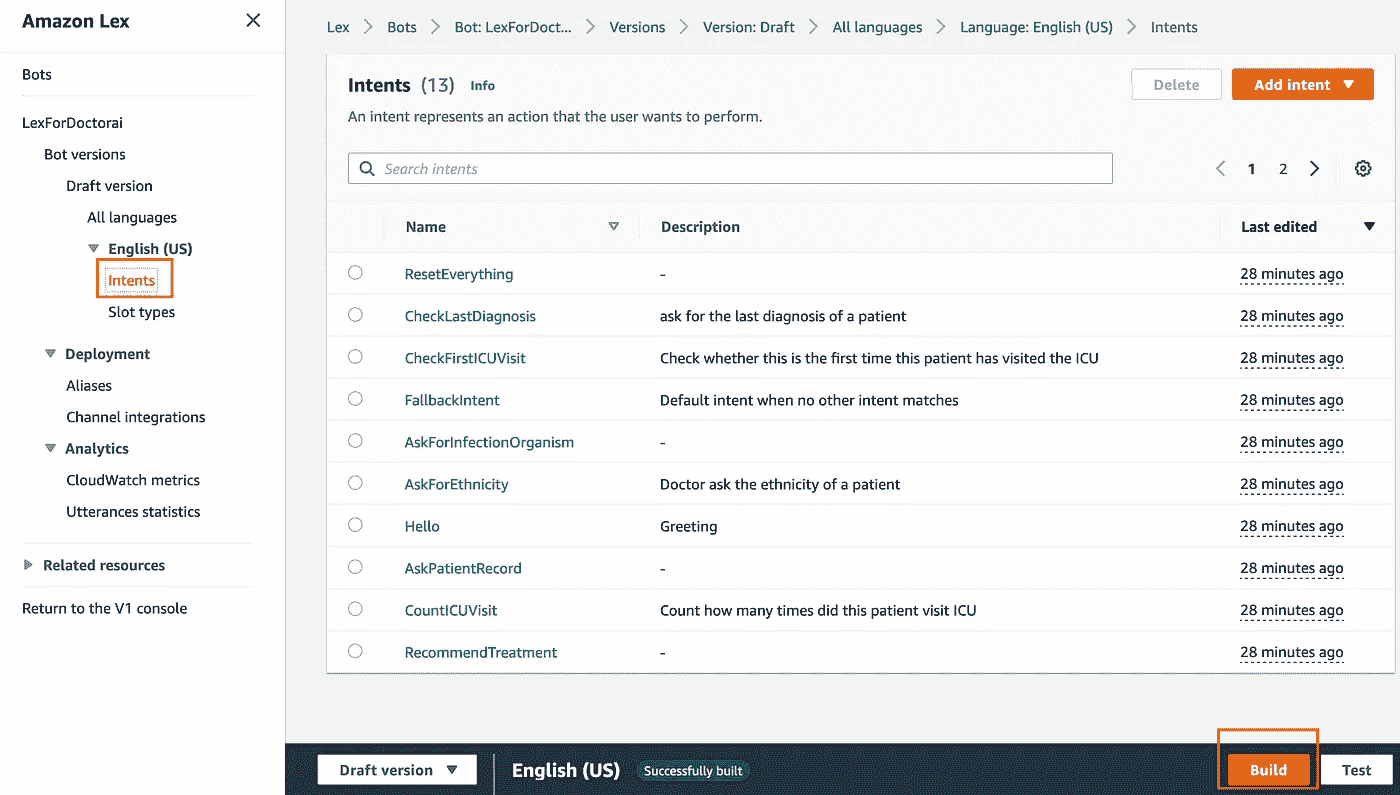 Amazon Lex
Bots
LexForDoctorai
Bot versions
Draft version
All languages
English (US)
Intents
Slot types
Deployment
Aliases
Channel integrations
Analytics
CloudWatch metrics
Utterances statistics
Related resources
Return to the V1 console
Lex Bots Bot: LexForDoct... Versions Version: Draft All languages Language: English (US) Intents
Intents (13) Info Delete Add intent
An intent represents an action that the user wants to perform.
Search intents 1 2
Name Description Last edited
ResetEverything - 28 minutes ago
CheckLastDiagnosis ask for the last diagnosis of a patient 28 minutes ago
CheckFirstICUVisit Check whether this is the first time this patient has visited the ICU 28 minutes ago
FallbackIntent Default intent when no other intent matches 28 minutes ago
AskForInfectionOrganism - 28 minutes ago
AskForEthnicity Doctor ask the ethnicity of a patient 28 minutes ago
Hello Greeting 28 minutes ago
AskPatientRecord - 28 minutes ago
CountICUVisit Count how many times did this patient visit ICU 28 minutes ago
RecommendTreatment - 28 minutes ago
Draft version English (US) Successfully built Build Test